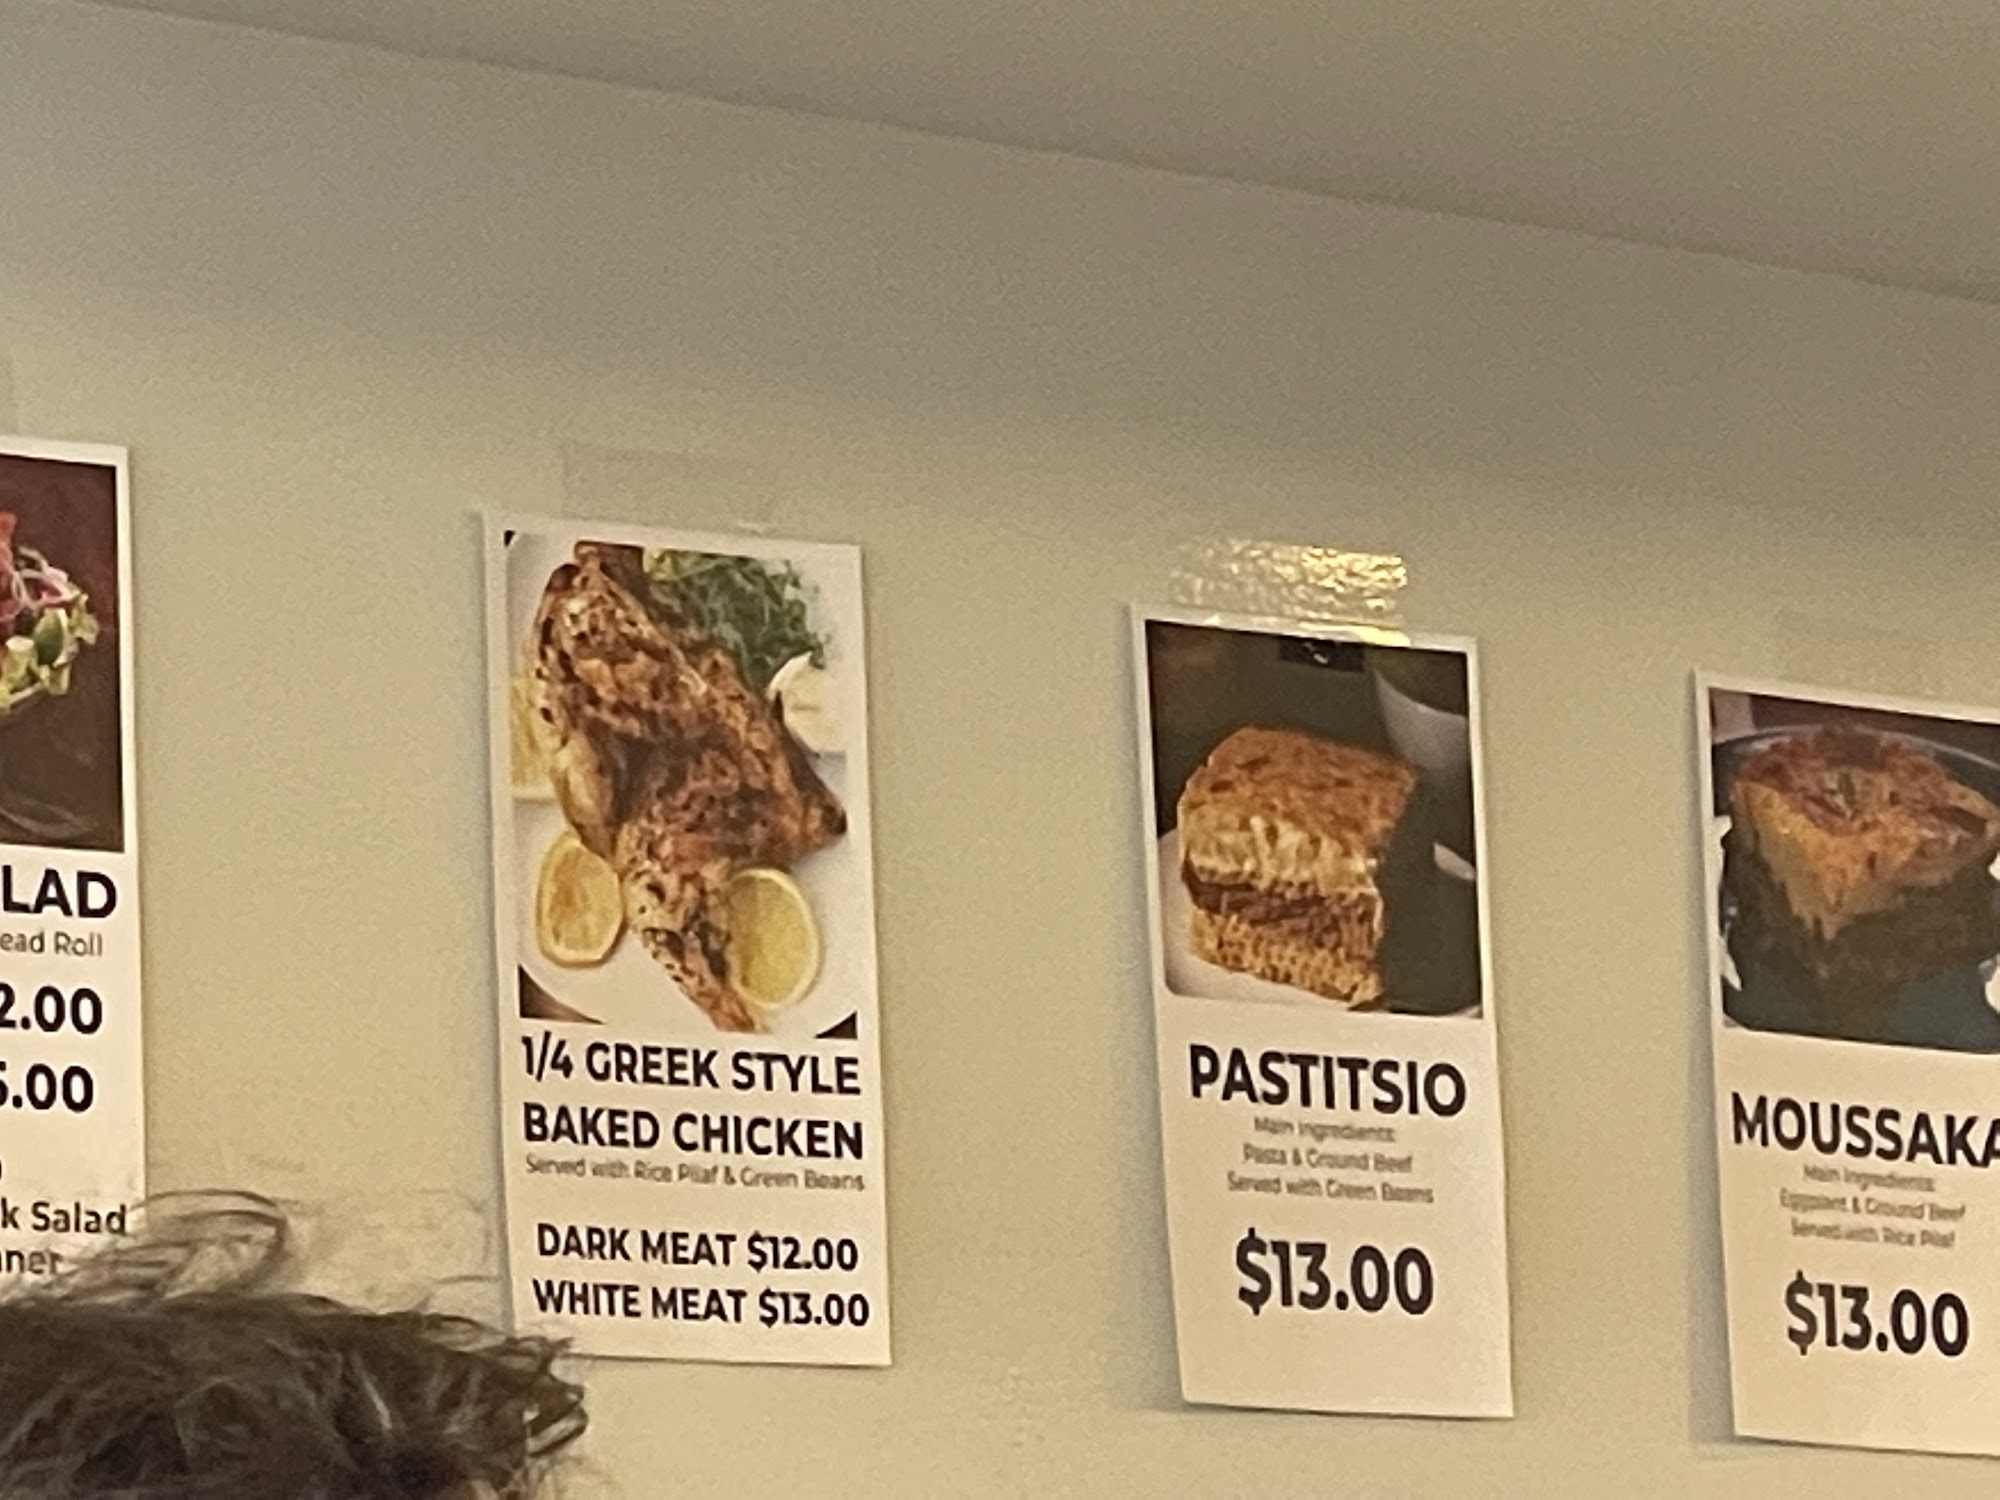 LAD
ead Roll
2.00
5.00
k Salad
nner
1/4 GREEK STYLE
BAKED CHICKEN
Served with Rice Pilaf & Green Beans
DARK MEAT $12.00
WHITE MEAT $13.00
PASTITSIO
Main Ingredients:
Pasta & Ground Beef
Served with Green Beans
$13.00
MOUSSAKA
Main Ingredients:
Eggplant & Ground Beef
Served with Rice Pilaf
$13.00